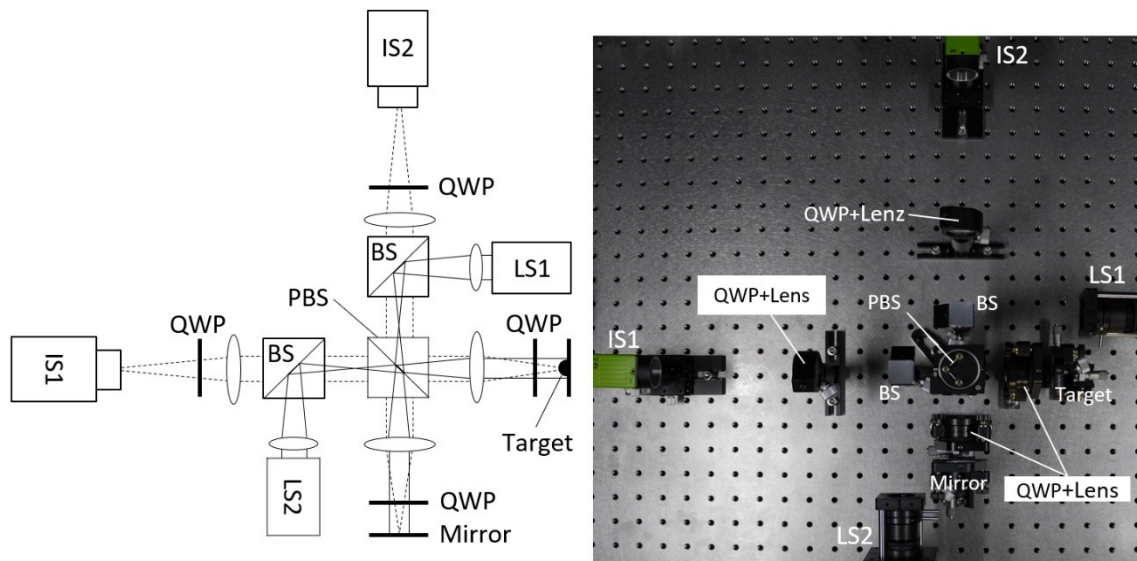 IS2
QWP
BS
LS1
PBS
QWP
QWP
BS
IS1
Target
LS2
QWP
Mirror
IS2
QWP+Lenz
LS1
QWP+Lens
PBS
BS
IS1
BS
Target
Mirror
QWP+Lens
LS2